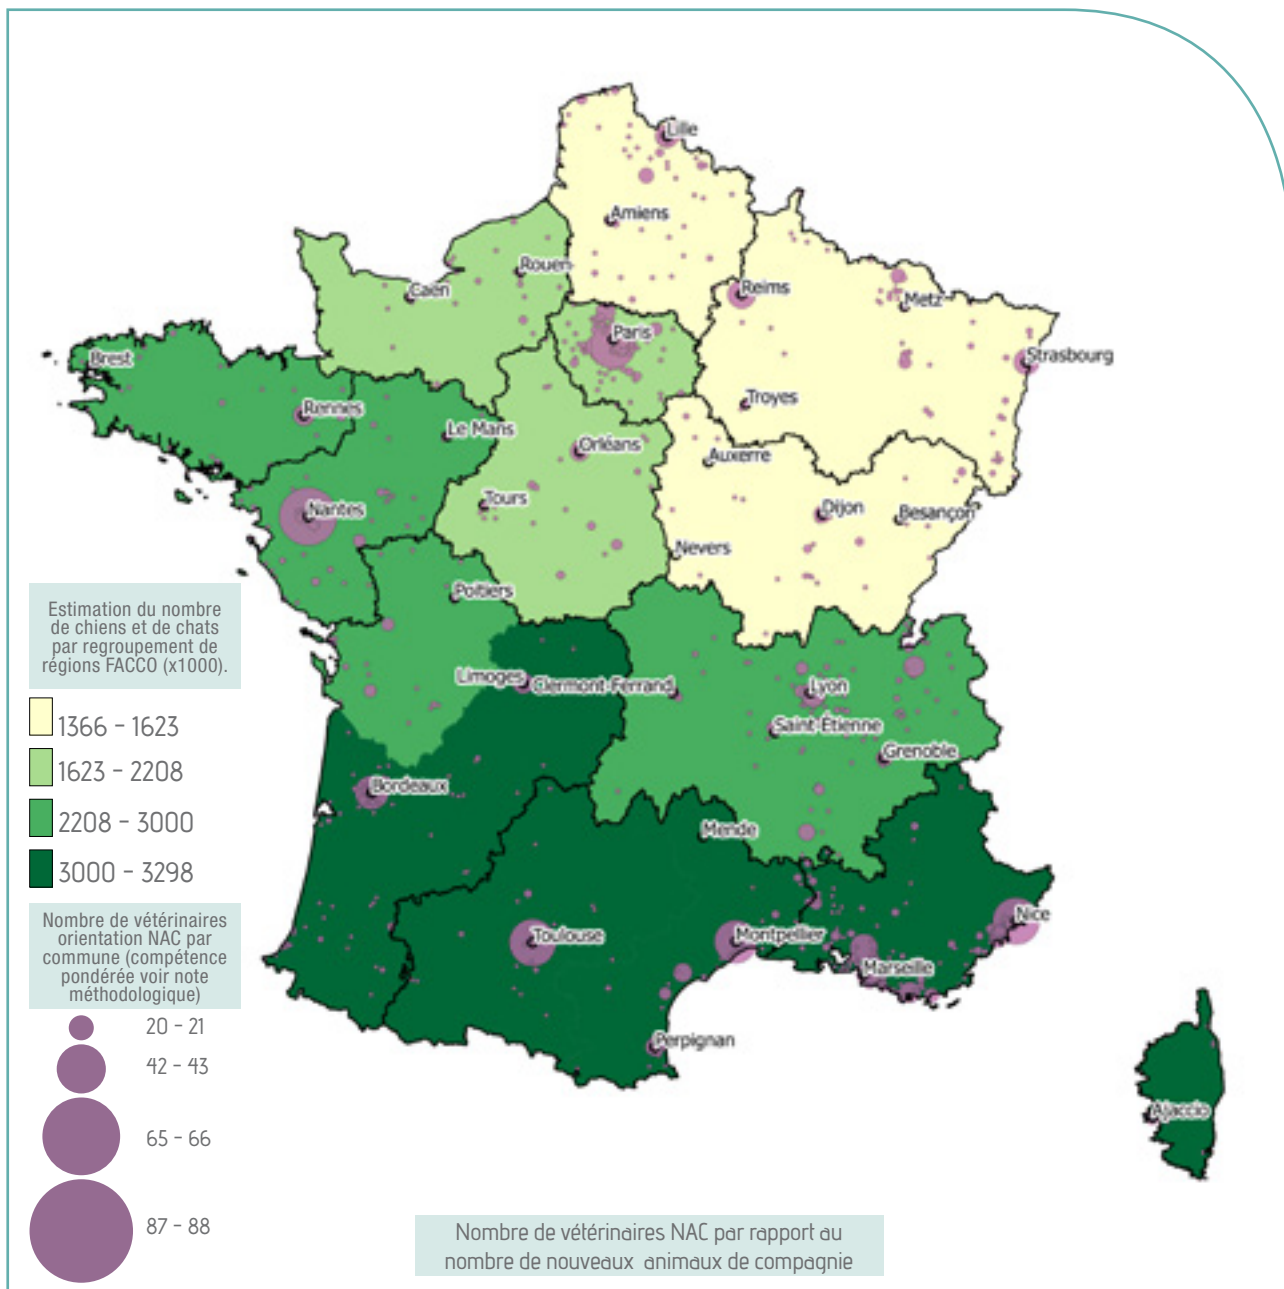 Lille
Amiens
Rouen
Caen
Reims
Metz
Paris
Strasbourg
Brest
Troyes
Rennes
Le Mans
Orléans
Auxerre
Tours
Nantes
Dijon
Besançon
Nevers
Poitiers
Limoges
Clermont-Ferrand
Lyon
Saint-Étienne
Grenoble
Bordeaux
Mende
Nice
Toulouse
Montpellier
Marseille
Perpignan
Ajaccio
Estimation du nombre
de chiens et de chats
par regroupement de
régions FACCO (x1000).
1366 - 1623
1623 - 2208
2208 - 3000
3000 - 3298
Nombre de vétérinaires
orientation NAC par
commune (compétence
pondérée voir note
méthodologique)
20 - 21
42 - 43
65 - 66
87 - 88
Nombre de vétérinaires NAC par rapport au
nombre de nouveaux animaux de compagnie